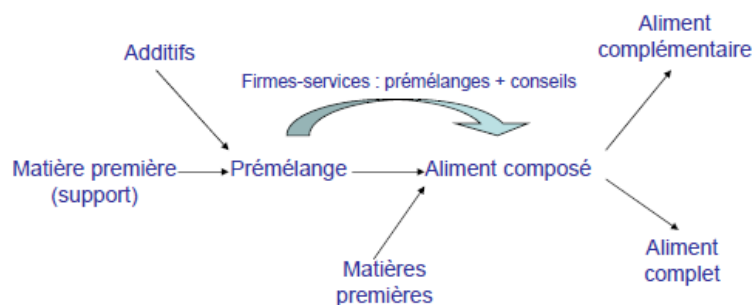 Aliment
complémentaire
Additifs
Firmes-services : prémélanges + conseils
Matière première
(support)
Prémélange
Aliment composé
Matières
premières
Aliment
complet